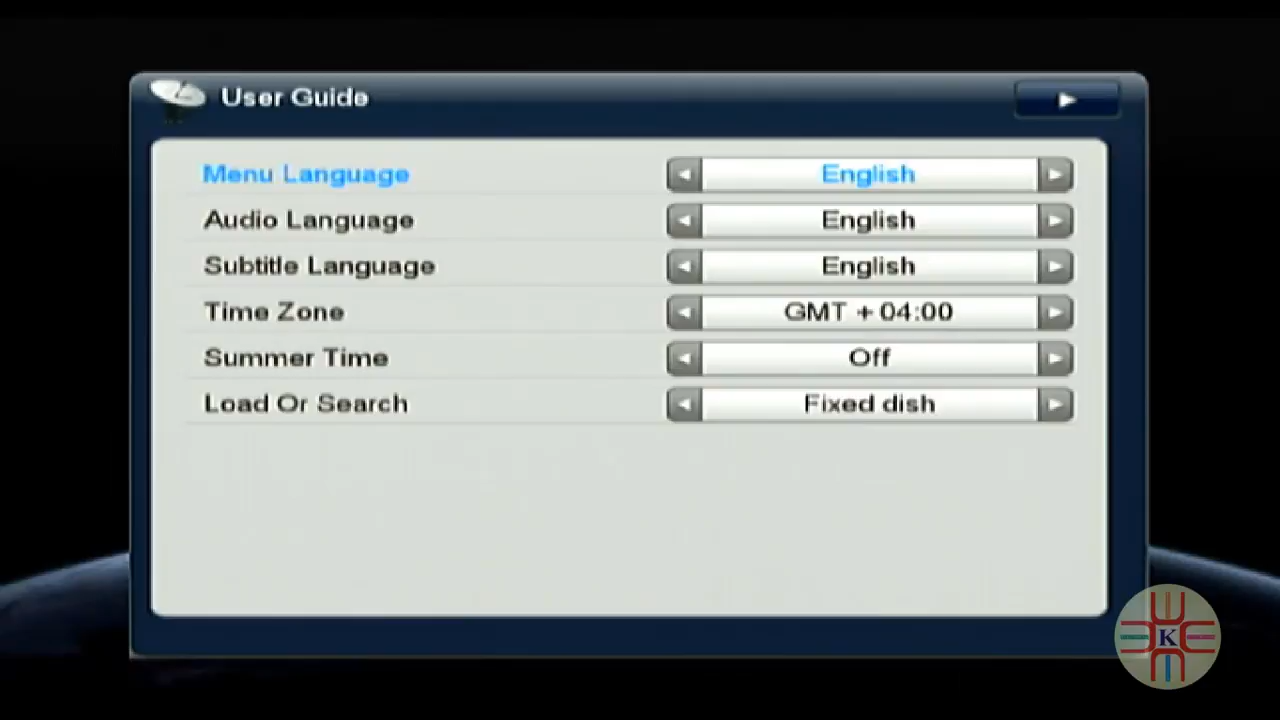 User Guide
Menu Language English
Audio Language English
Subtitle Language English
Time Zone GMT + 04:00
Summer Time Off
Load Or Search Fixed dish
K